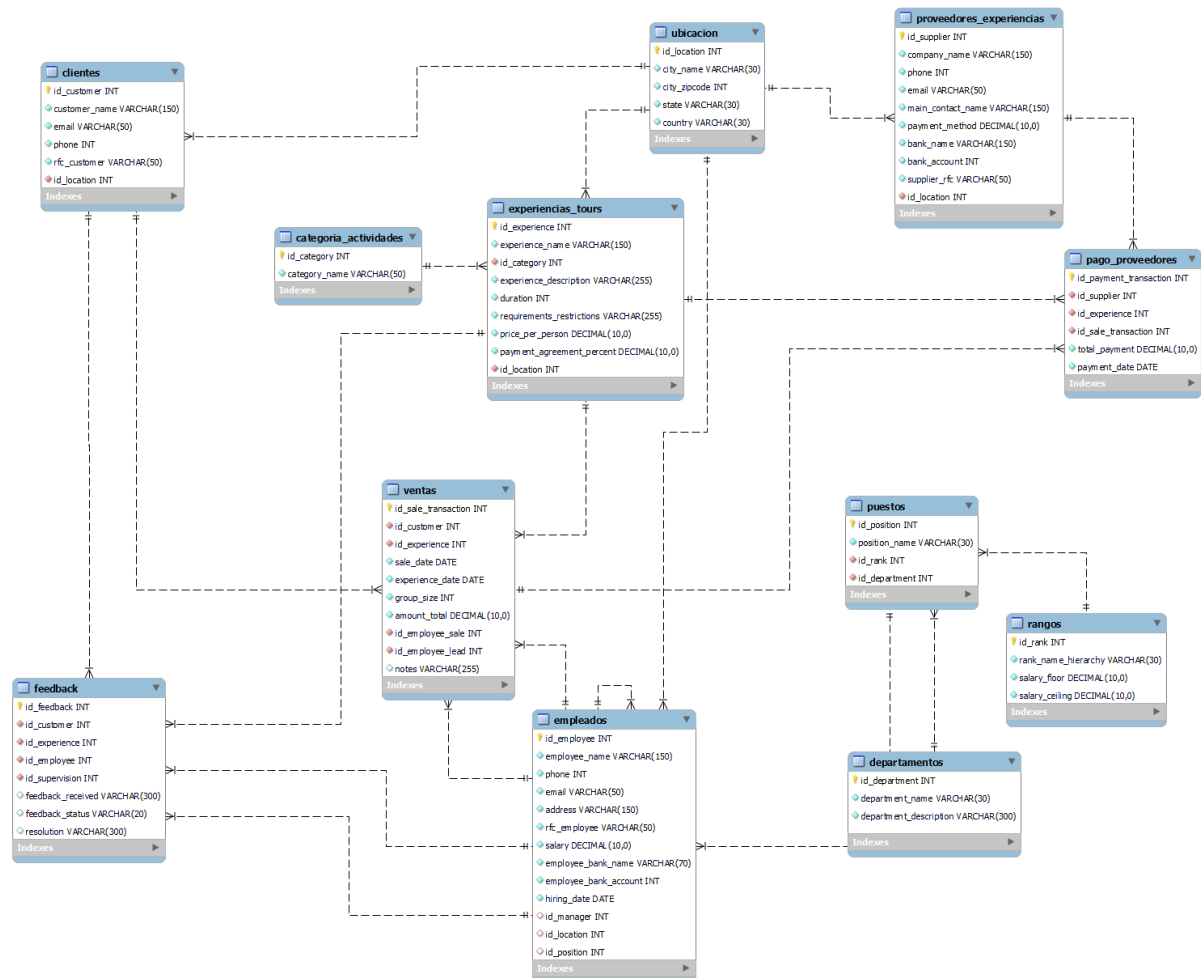 clientes
id_customer INT
customer_name VARCHAR(150)
email VARCHAR(50)
phone INT
rfc_customer VARCHAR(50)
id_location INT
Indexes
ubicacion
id_location INT
city_name VARCHAR(30)
city_zipcode INT
state VARCHAR(30)
country VARCHAR(30)
Indexes
proveedores_experiencias
id_supplier INT
company_name VARCHAR(150)
phone INT
email VARCHAR(50)
main_contact_name VARCHAR(150)
payment_method DECIMAL(10,0)
bank_name VARCHAR(150)
bank_account INT
supplier_rfc VARCHAR(50)
id_location INT
Indexes
categoria_actividades
id_category INT
category_name VARCHAR(50)
Indexes
experiencias_tours
id_experience INT
experience_name VARCHAR(150)
id_category INT
experience_description VARCHAR(255)
duration INT
requirements_restrictions VARCHAR(255)
price_per_person DECIMAL(10,0)
payment_agreement_percent DECIMAL(10,0)
id_location INT
Indexes
pago_proveedores
id_payment_transaction INT
id_supplier INT
id_experience INT
id_sale_transaction INT
total_payment DECIMAL(10,0)
payment_date DATE
Indexes
ventas
id_sale_transaction INT
id_customer INT
id_experience INT
sale_date DATE
experience_date DATE
group_size INT
amount_total DECIMAL(10,0)
id_employee_sale INT
id_employee_lead INT
notes VARCHAR(255)
Indexes
puestos
id_position INT
position_name VARCHAR(30)
id_rank INT
id_department INT
Indexes
rangos
id_rank INT
rank_name_hierarchy VARCHAR(30)
salary_floor DECIMAL(10,0)
salary_ceiling DECIMAL(10,0)
Indexes
feedback
id_feedback INT
id_customer INT
id_experience INT
id_employee INT
id_supervision INT
feedback_received VARCHAR(300)
feedback_status VARCHAR(20)
resolution VARCHAR(300)
Indexes
empleados
id_employee INT
employee_name VARCHAR(150)
phone INT
email VARCHAR(50)
address VARCHAR(150)
rfc_employee VARCHAR(50)
salary DECIMAL(10,0)
employee_bank_name VARCHAR(70)
employee_bank_account INT
hiring_date DATE
id_manager INT
id_location INT
id_position INT
Indexes
departamentos
id_department INT
department_name VARCHAR(30)
department_description VARCHAR(300)
Indexes